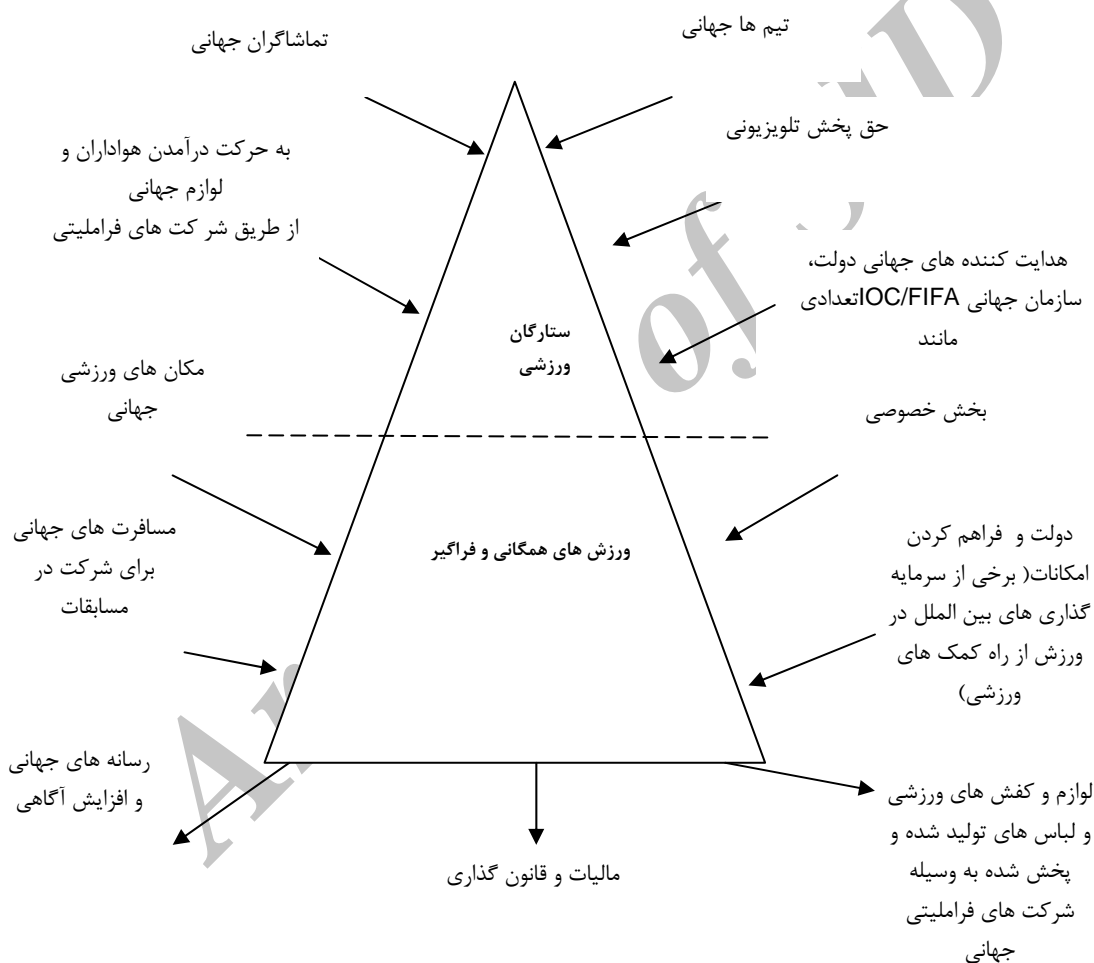 تیم ها جهانی
تماشاگران جهانی
حق پخش تلویزیونی
به حرکت درآمدن هواداران و
لوازم جهانی
از طریق شر کت های فراملیتی
هدایت کننده های جهانی دولت،
سازمان جهانی IOC/FIFAتعدادی
مانند
ستارگان
ورزشی
مکان های ورزشی
جهانی
بخش خصوصی
مسافرت های جهانی
برای شرکت در
مسابقات
ورزش های همگانی و فراگیر
دولت و فراهم کردن
امکانات( برخی از سرمایه
گذاری های بین الملل در
ورزش از راه کمک های
ورزشی)
رسانه های جهانی
و افزایش آگاهی
مالیات و قانون گذاری
لوازم و کفش های ورزشی
و لباس های تولید شده و
پخش شده به وسیله
شرکت های فراملیتی
جهانی
of